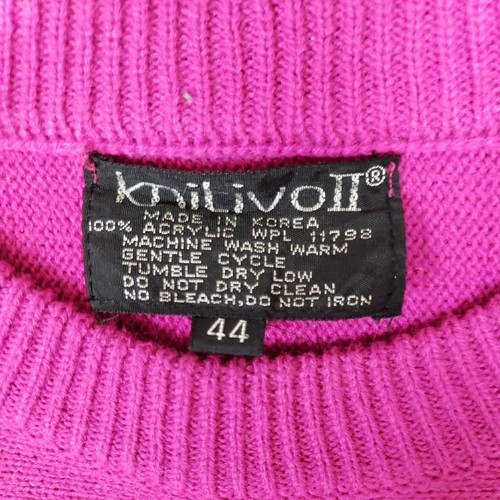 knitivoII®
MADE IN KOREA
100% ACRYLIC WPL 11798
MACHINE WASH WARM
GENTLE CYCLE
TUMBLE DRY LOW
DO NOT DRY CLEAN
NO BLEACH,DO NOT IRON
44